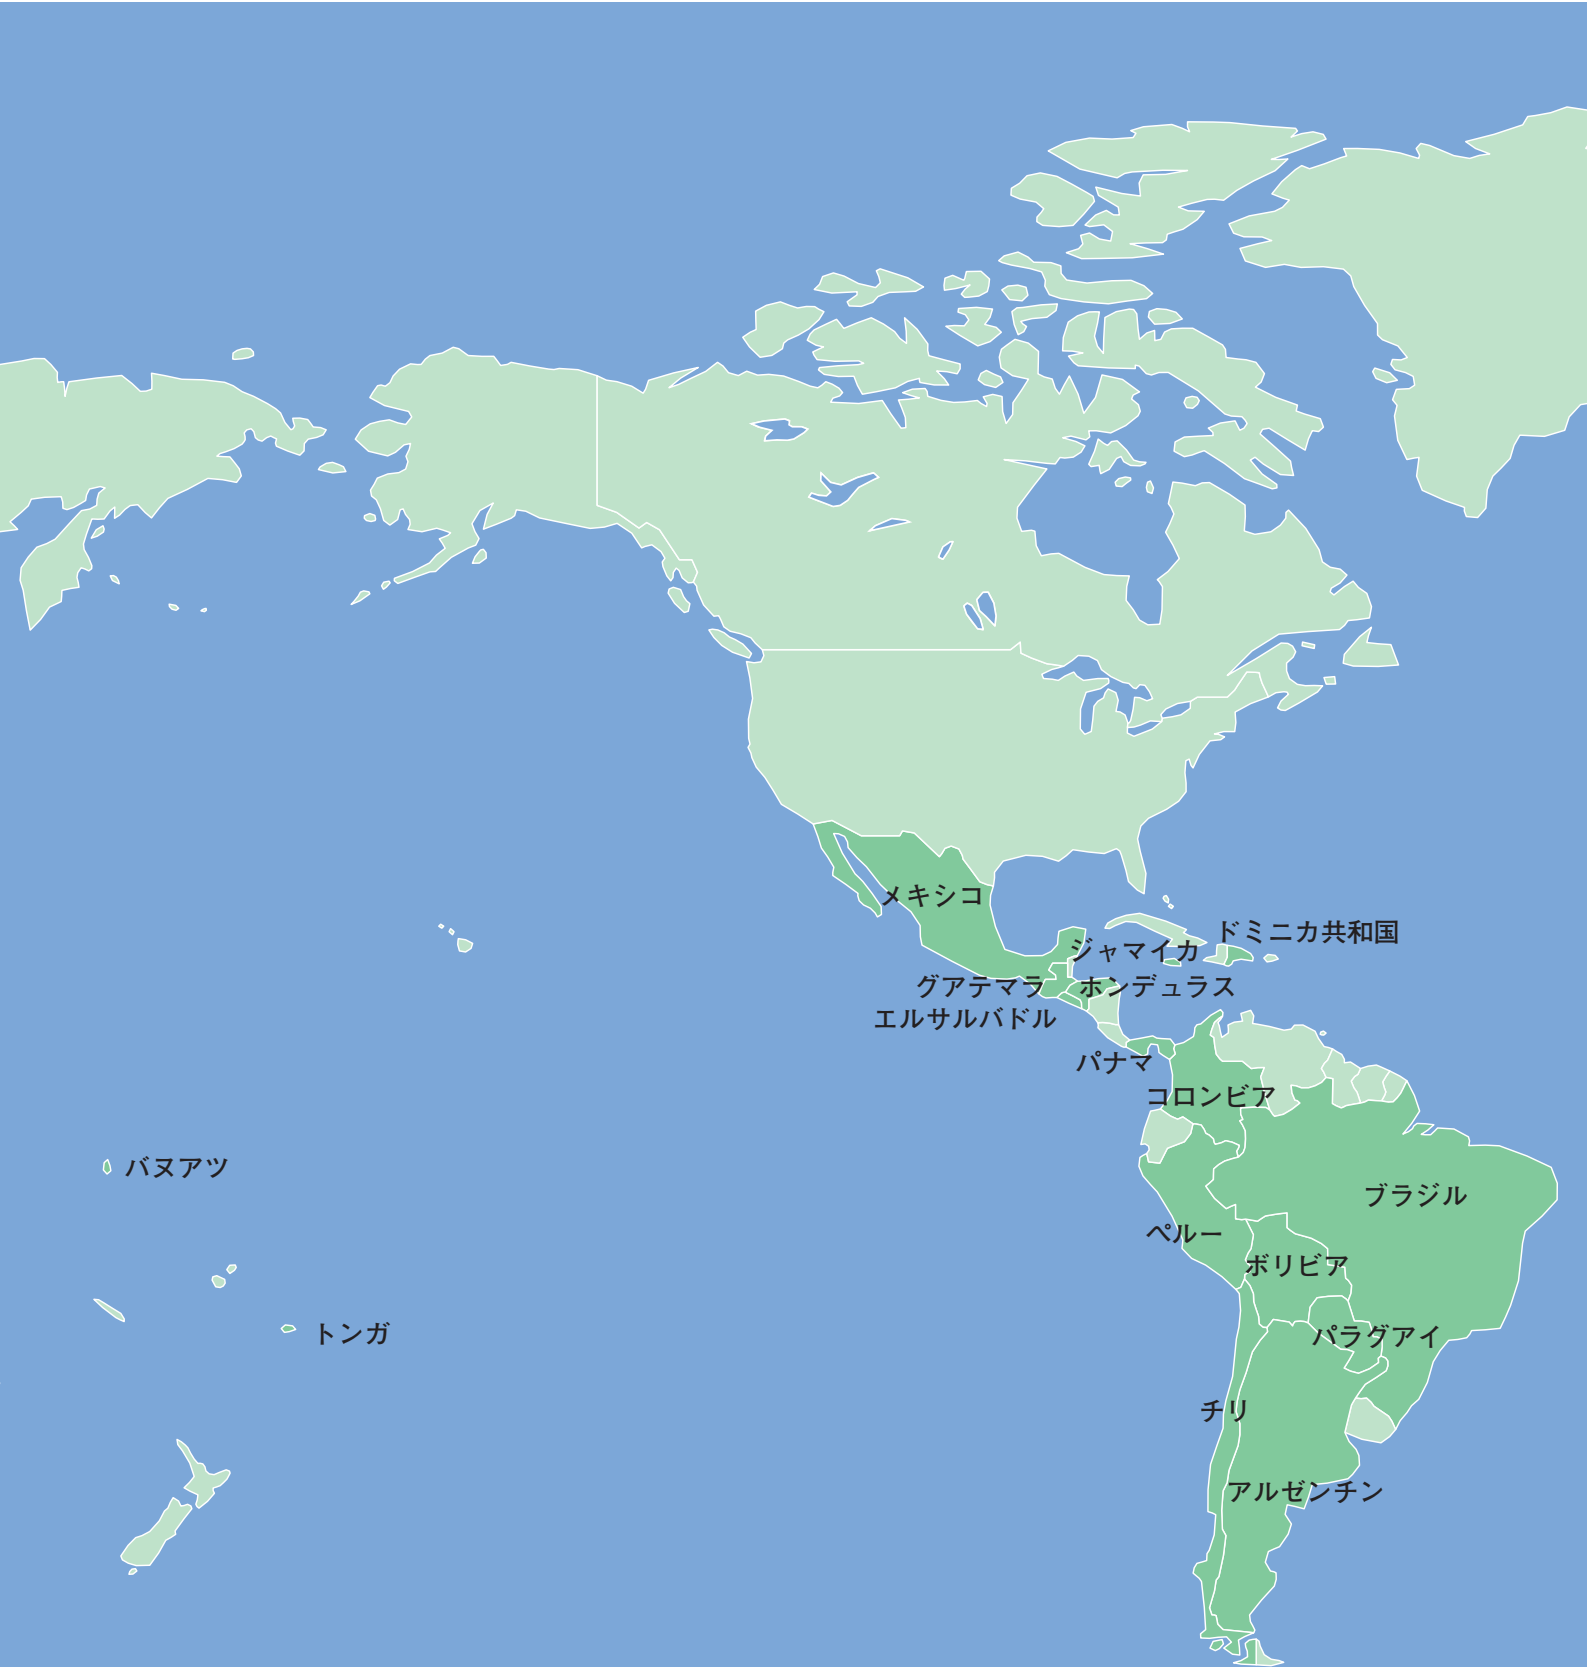 メキシコ
ドミニカ共和国
ジャマイカ
グアテマラ
ホンデュラス
エルサルバドル
パナマ
コロンビア
バヌアツ
ブラジル
ペルー
ボリビア
トンガ
パラグアイ
チリ
アルゼンチン